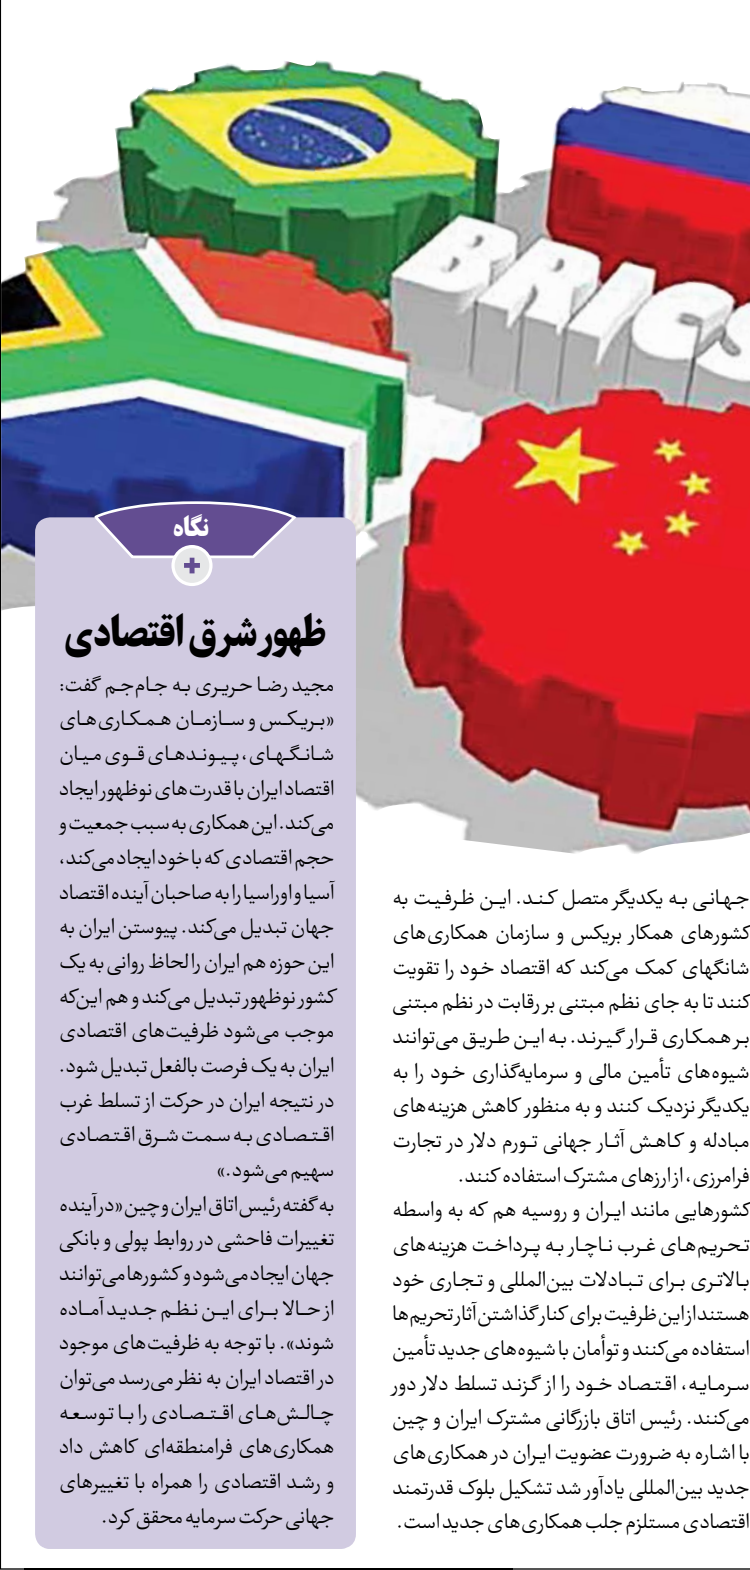 BRICS
جهانی به یکدیگر متصل کند. این ظرفیت به
کشورهای همکار بریکس و سازمان همکاری‌های
شانگهای کمک می‌کند که اقتصاد خود را تقویت
کنند تا به جای نظم مبتنی بر رقابت در نظم مبتنی
بر همکاری قرار گیرند. به این طریق می‌توانند
شیوه‌های تأمین مالی و سرمایه‌گذاری خود را به
یکدیگر نزدیک کنند و به منظور کاهش هزینه‌های
مبادله و کاهش آثار جهانی تورم دلار در تجارت
فرامرزی، از ارزهای مشترک استفاده کنند.
کشورهایی مانند ایران و روسیه هم که به واسطه
تحریم‌های غرب ناچار به پرداخت هزینه‌های
بالاتری برای تبادلات بین‌المللی و تجاری خود
هستند از این ظرفیت برای کنار گذاشتن آثار تحریم‌ها
استفاده می‌کنند و توأمان با شیوه‌های جدید تأمین
سرمایه، اقتصاد خود را از گزند تسلط دلار دور
می‌کنند. رئیس اتاق بازرگانی مشترک ایران و چین
با اشاره به ضرورت عضویت ایران در همکاری‌های
جدید بین‌المللی یادآور شد تشکیل بلوک قدرتمند
اقتصادی مستلزم جلب همکاری‌های جدید است.
نگاه
ظهور شرق اقتصادی
مجید رضا حریری به جام‌جم گفت:
«بریکس و سازمان همکاری‌های
شانگهای، پیوندهای قوی میان
اقتصاد ایران با قدرت‌های نوظهور ایجاد
می‌کند. این همکاری به سبب جمعیت و
حجم اقتصادی که با خود ایجاد می‌کند،
آسیا و اوراسیا را به صاحبان آینده اقتصاد
جهان تبدیل می‌کند. پیوستن ایران به
این حوزه هم ایران را لحاظ روانی به یک
کشور نوظهور تبدیل می‌کند و هم این‌که
موجب می‌شود ظرفیت‌های اقتصادی
ایران به یک فرصت بالفعل تبدیل شود.
در نتیجه ایران در حرکت از تسلط غرب
اقتصادی به سمت شرق اقتصادی
سهیم می‌شود.»
به گفته رئیس اتاق ایران و چین «در آینده
تغییرات فاحشی در روابط پولی و بانکی
جهان ایجاد می‌شود و کشورها می‌توانند
از حالا برای این نظم جدید آماده
شوند». با توجه به ظرفیت‌های موجود
در اقتصاد ایران به نظر می‌رسد می‌توان
چالش‌های اقتصادی را با توسعه
همکاری‌های فرامنطقه‌ای کاهش داد
و رشد اقتصادی را همراه با تغییرهای
جهانی حرکت سرمایه محقق کرد.